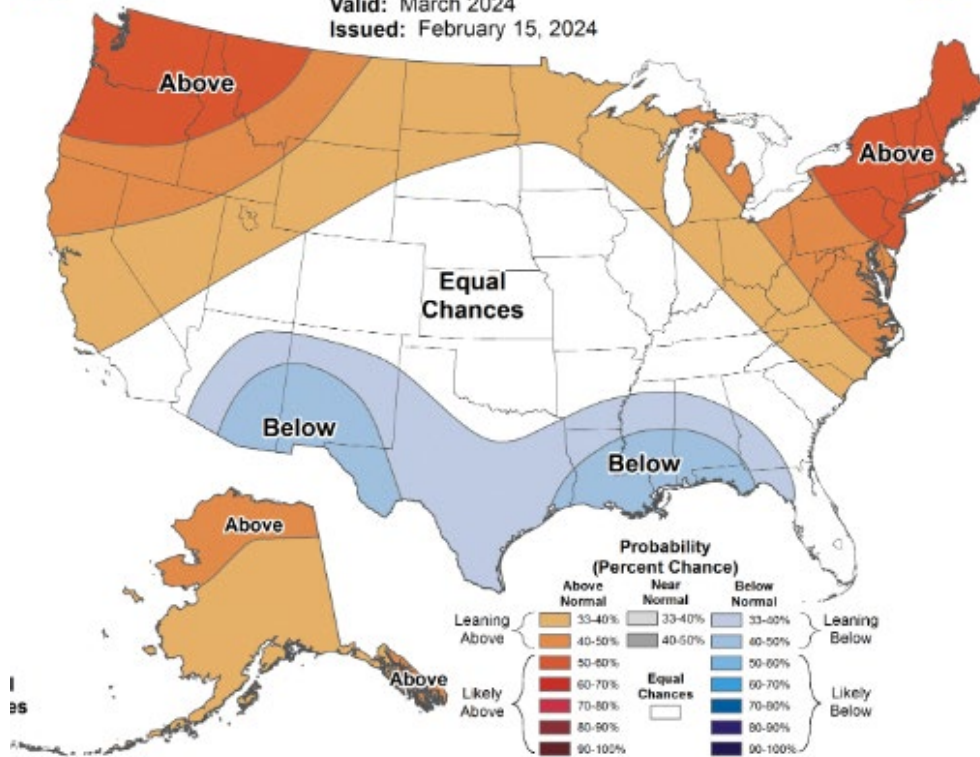 Valid: March 2024
Issued: February 15, 2024
Above
Above
Equal
Chances
Below
Below
Above
Above
es
Probability
(Percent Chance)
Above
Normal
Near
Normal
Below
Normal
Leaning
Above
33-40%
33-40%
33-40%
Leaning
Below
40-50%
40-50%
40-50%
Likely
Above
50-60%
60-70%
70-80%
80-90%
90-100%
Equal
Chances
50-60%
60-70%
70-80%
80-90%
90-100%
Likely
Below